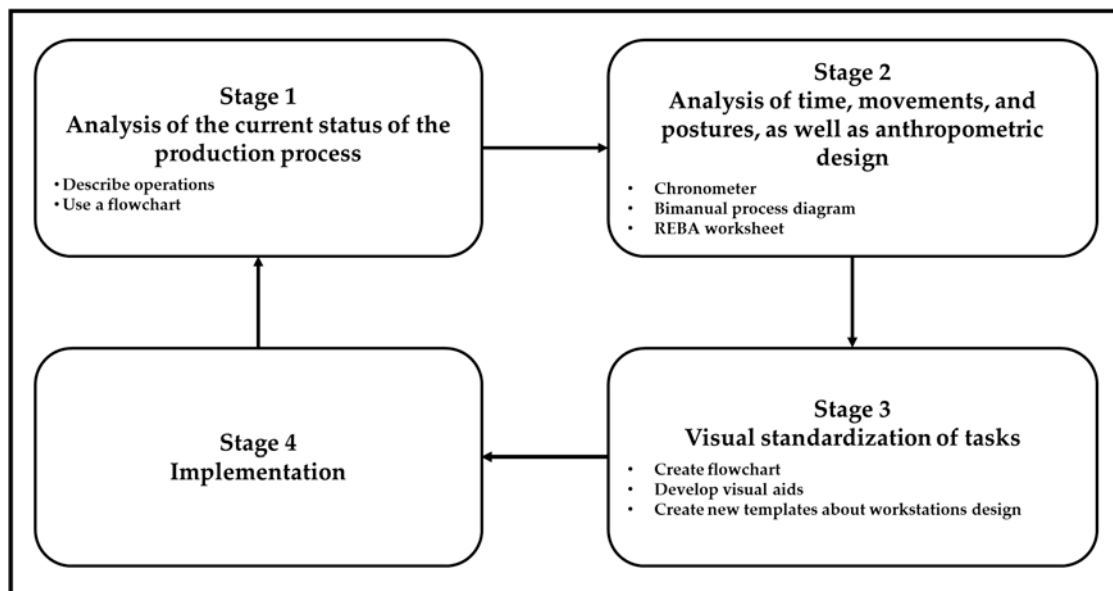 Stage 1
Analysis of the current status of the
production process
• Describe operations
• Use a flowchart
Stage 2
Analysis of time, movements, and
postures, as well as anthropometric
design
• Chronometer
• Bimanual process diagram
• REBA worksheet
Stage 3
Visual standardization of tasks
• Create flowchart
• Develop visual aids
• Create new templates about workstations design
Stage 4
Implementation